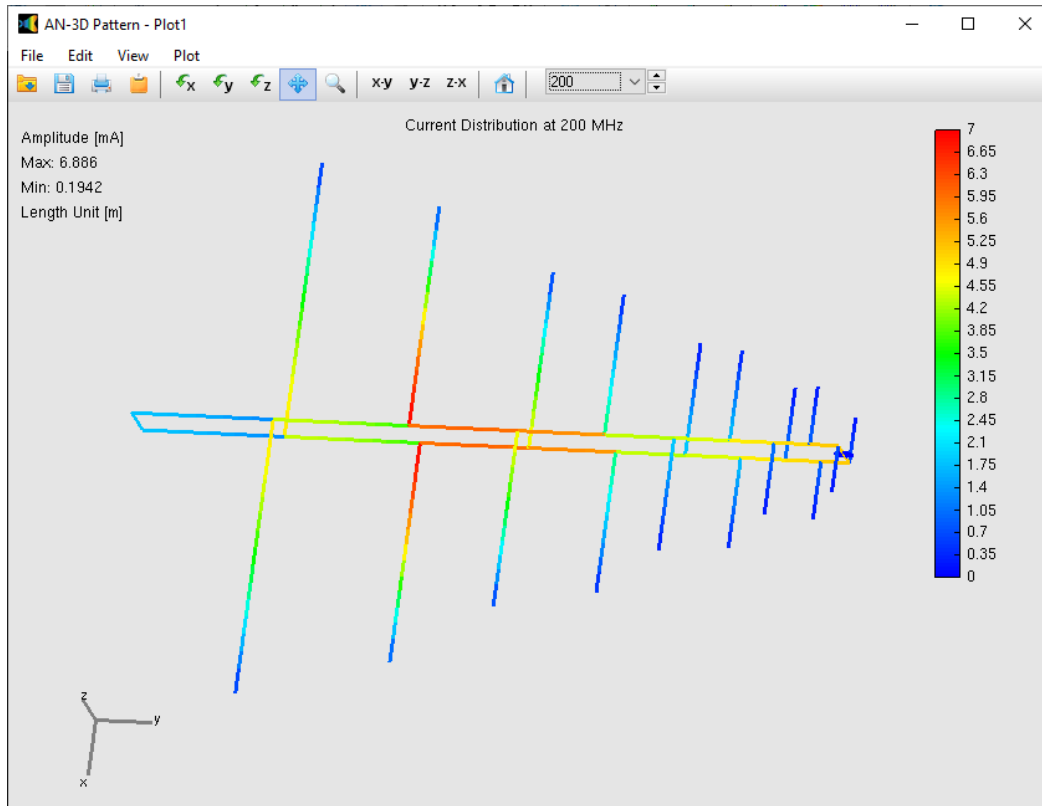 AN-3D Pattern - Plot1
File Edit View Plot
x y z x-y y-z z-x 200
Current Distribution at 200 MHz
Amplitude [mA]
Max: 6.886
Min: 0.1942
Length Unit [m]
7
6.65
6.3
5.95
5.6
5.25
4.9
4.55
4.2
3.85
3.5
3.15
2.8
2.45
2.1
1.75
1.4
1.05
0.7
0.35
0
z
y
x